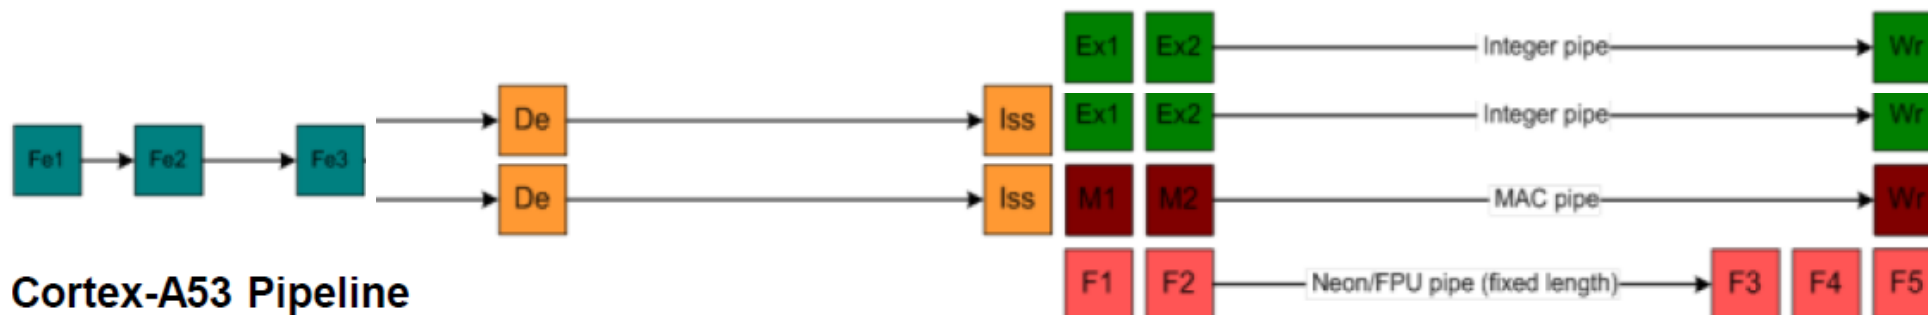 Ex1 Ex2 Integer pipe Wr
De Iss Ex1 Ex2 Integer pipe Wr
Fe1 Fe2 Fe3
De Iss M1 M2 MAC pipe Wr
F1 F2 Neon/FPU pipe (fixed length) F3 F4 F5
Cortex-A53 Pipeline